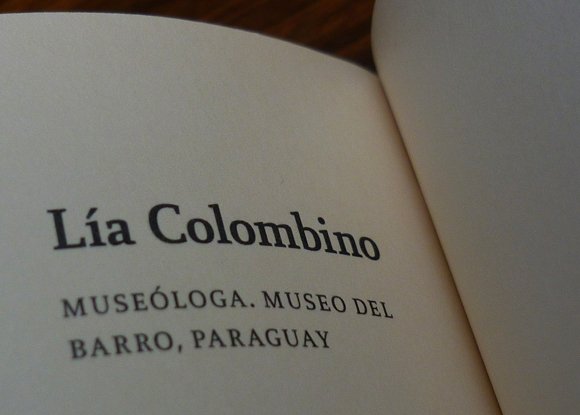 Lía Colombino
MUSEÓLOGA. MUSEO DEL
BARRO, PARAGUAY